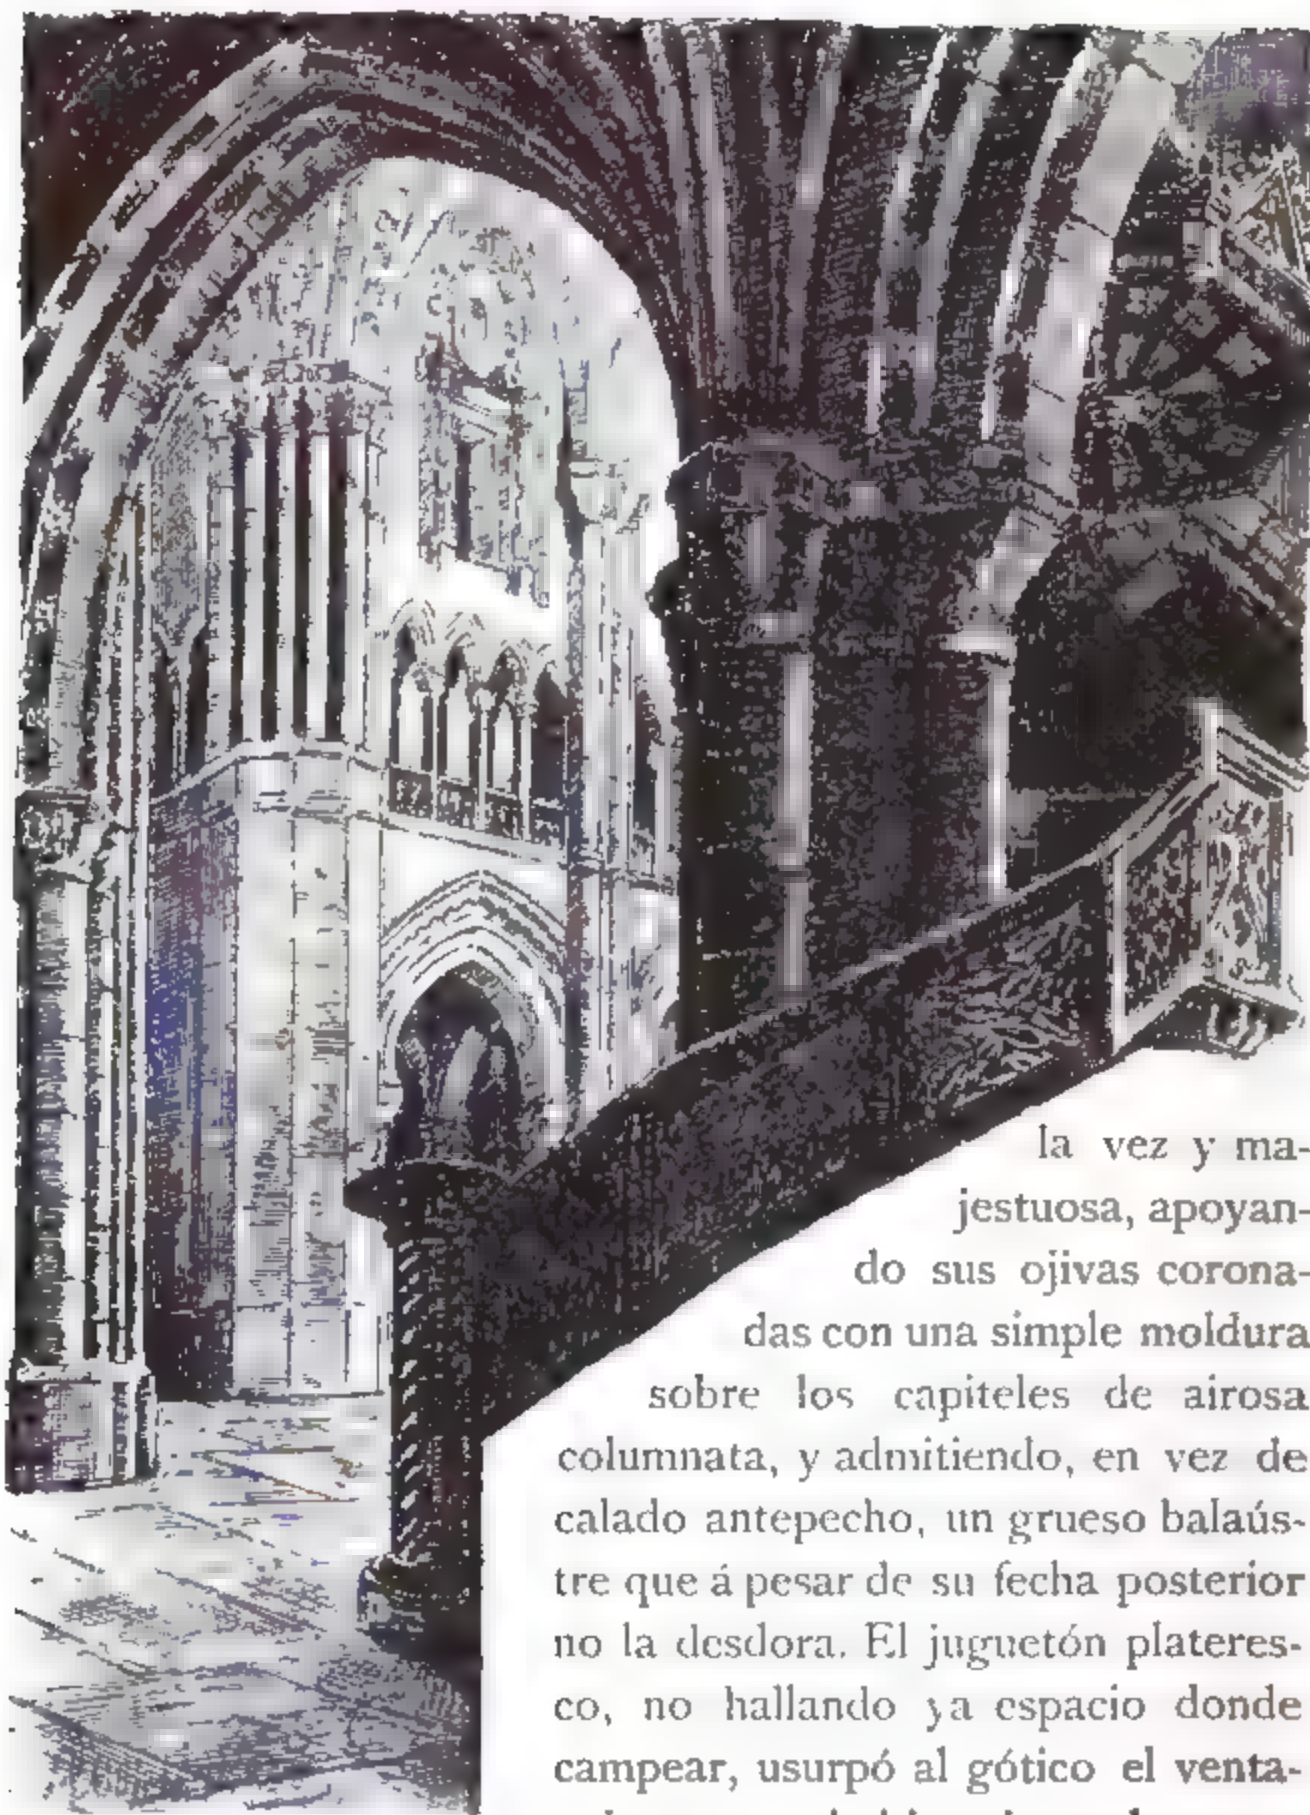 la vez y ma-
jestuosa, apoyan-
do sus ojivas corona-
das con una simple moldura
sobre los capiteles de airosa
columnata, y admitiendo, en vez de
calado antepecho, un grueso balaús-
tre que á pesar de su fecha posterior
no la desdora. El juguetón plateres-
co, no hallando ya espacio donde
campear, usurpó al gótico el venta-